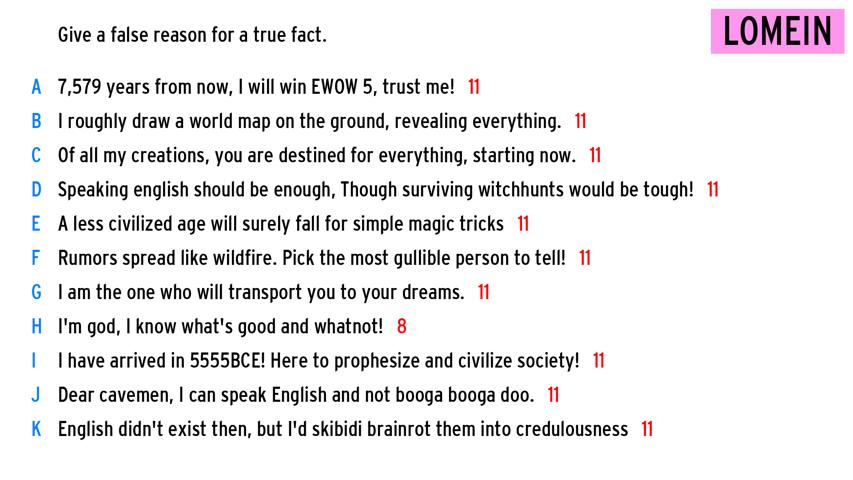 Give a false reason for a true fact.
LOMEIN
A 7,579 years from now, I will win EWOW 5, trust me! 11
B I roughly draw a world map on the ground, revealing everything. 11
C Of all my creations, you are destined for everything, starting now. 11
D Speaking english should be enough, Though surviving witchhunts would be tough! 11
E A less civilized age will surely fall for simple magic tricks 11
F Rumors spread like wildfire. Pick the most gullible person to tell! 11
G I am the one who will transport you to your dreams. 11
H I'm god, I know what's good and whatnot! 8
I I have arrived in 5555BCE! Here to prophesize and civilize society! 11
J Dear cavemen, I can speak English and not booga booga doo. 11
K English didn't exist then, but I'd skibidi brainrot them into credulousness 11